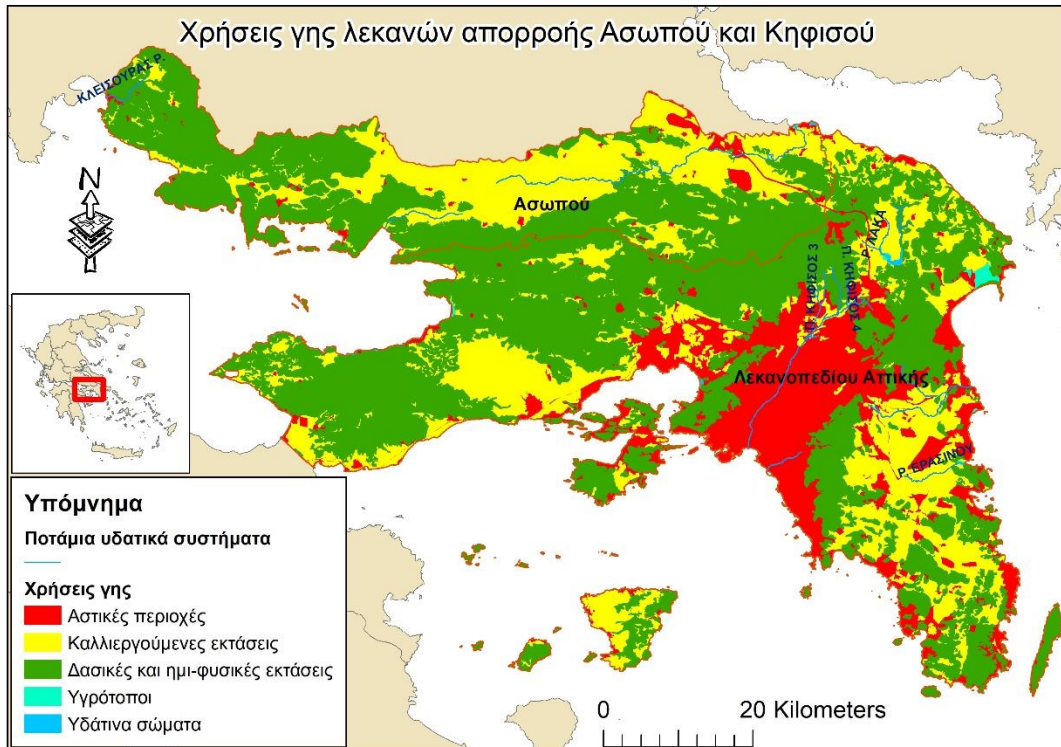 Χρήσεις γης λεκανών απορροής Ασωπού και Κηφισού
ΚΛΕΙΣΟΥΡΑΣ Ρ.
N
Ασωπού
Ρ. ΛΑΚΑ
Π. ΚΗΦΙΣΟΣ 3
Π. ΚΗΦΙΣΟΣ 4
Λεκανοπεδίου Αττικής
Ρ. ΕΡΑΣΙΝΟΥ
Υπόμνημα
Ποτάμια υδατικά συστήματα
Χρήσεις γης
Αστικές περιοχές
Καλλιεργούμενες εκτάσεις
Δασικές και ημι-φυσικές εκτάσεις
Υγρότοποι
Υδάτινα σώματα
0 20 Kilometers